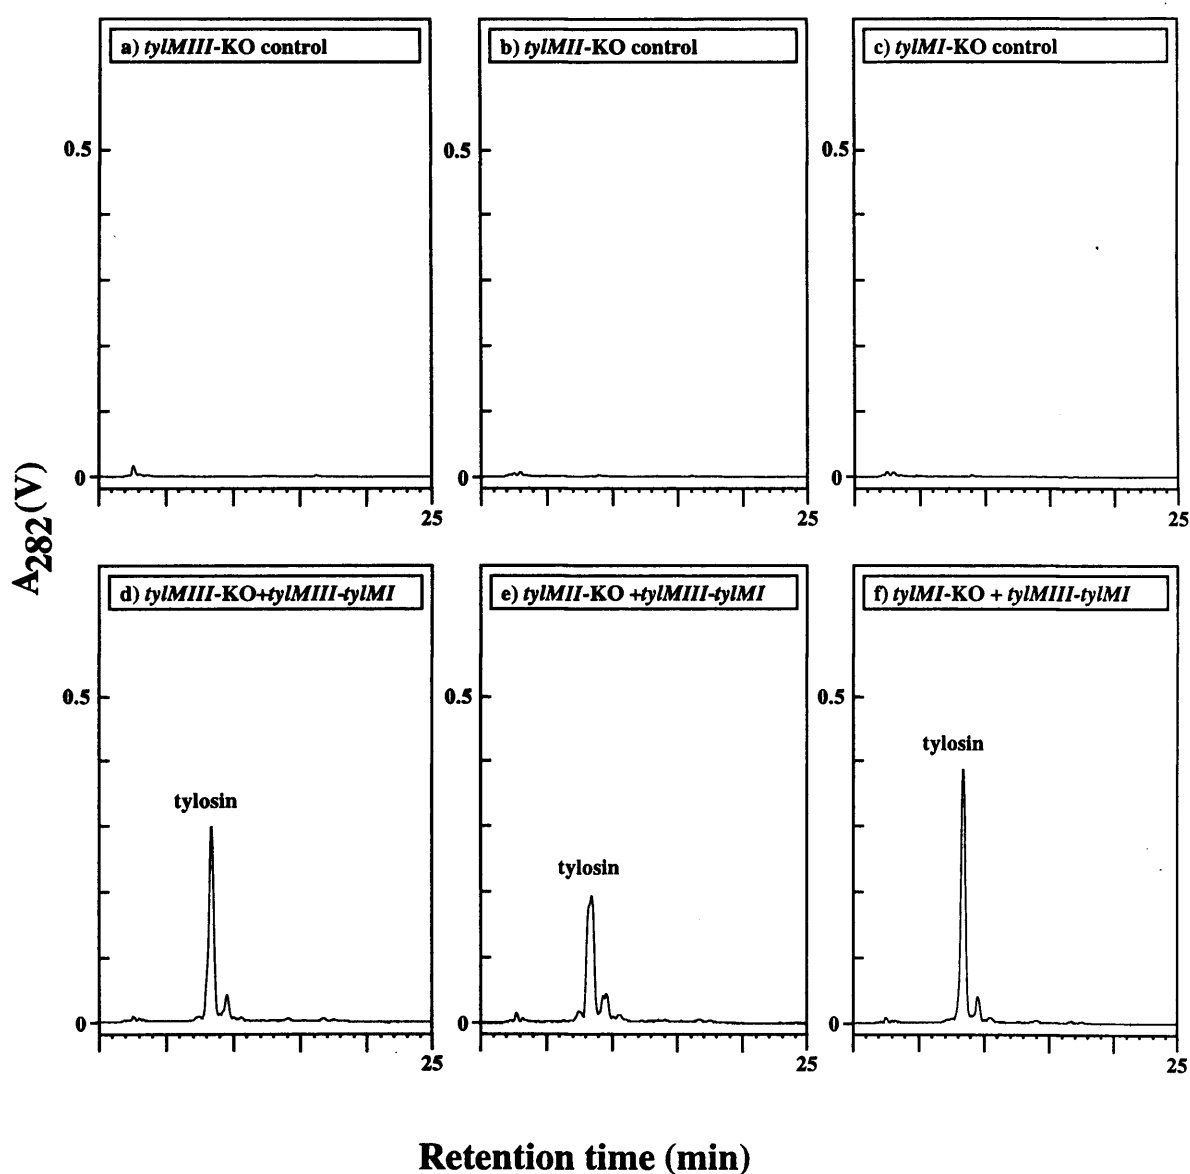 a) tylMIII-KO control
b) tylMII-KO control
c) tylMI-KO control
0.5
0.5
0.5
0
0
0
25
25
25
A282(V)
d) tylMIII-KO+tylMIII-tylMI
e) tylMII-KO +tylMIII-tylMI
f) tylMI-KO + tylMIII-tylMI
0.5
0.5
0.5
tylosin
tylosin
tylosin
0
0
0
25
25
25
Retention time (min)